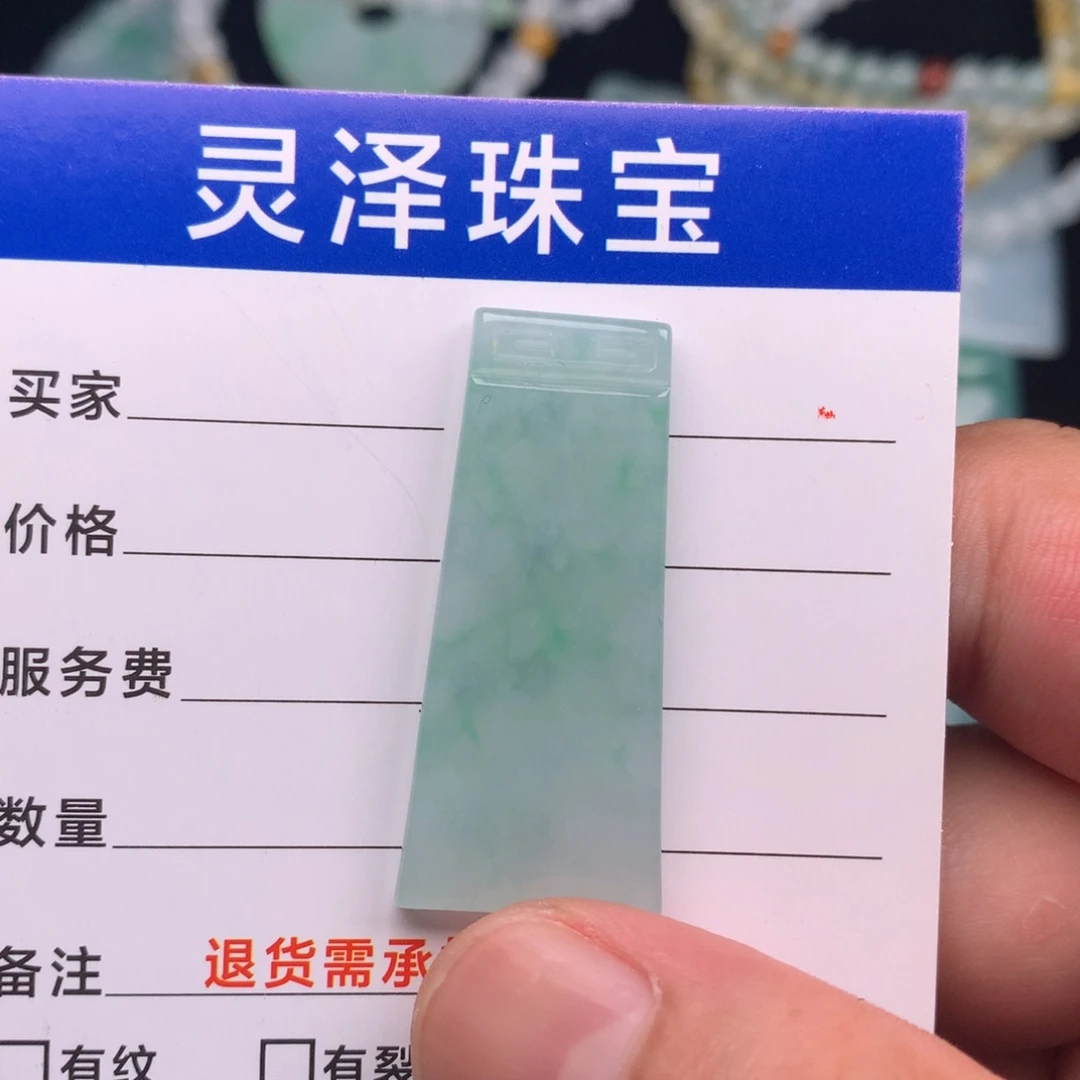 灵泽珠宝
买家
价格
服务费
数量
备注 退货需承
有纹 有裂